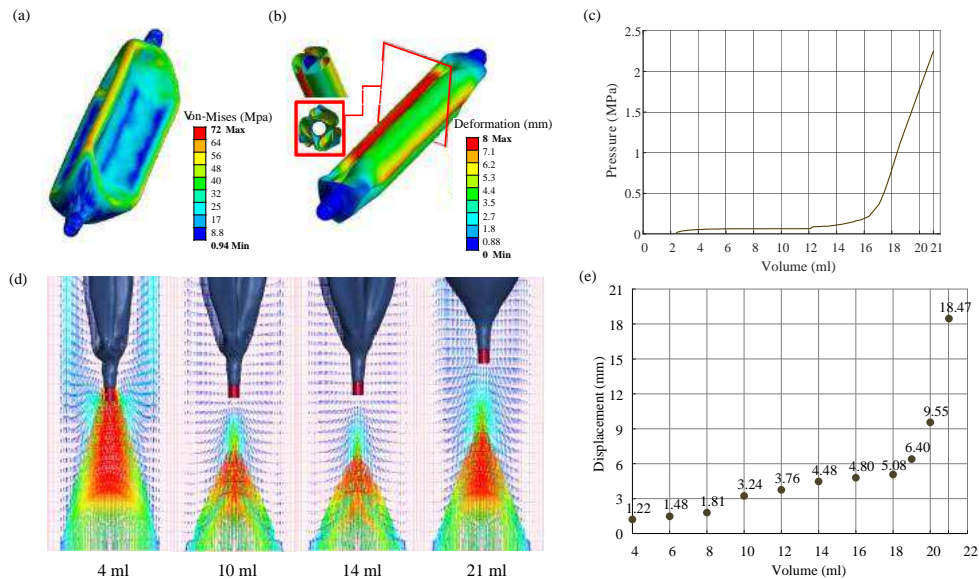 (a)
Von-Mises (Mpa)
72 Max
64
56
48
40
32
25
17
8.8
0.94 Min
(b)
Deformation (mm)
8 Max
7.1
6.2
5.3
4.4
3.5
2.7
1.8
0.88
0 Min
(c)
Pressure (MPa)
2.5
2
1.5
1
0.5
0
0 2 4 6 8 10 12 14 16 18 20 21
Volume (ml)
(d)
4 ml 10 ml 14 ml 21 ml
(e)
Displacement (mm)
21
18
15
12
9
6
3
0
1.22 1.48 1.81 3.24 3.76 4.48 4.80 5.08 6.40 9.55 18.47
4 6 8 10 12 14 16 18 20 21 22
Volume (ml)